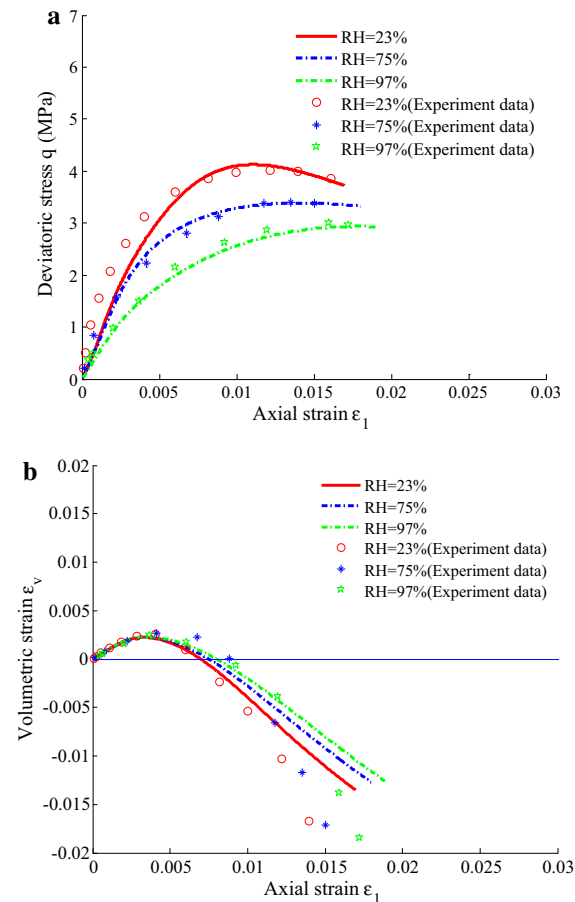 a
7
6
5
4
3
2
1
0
Deviatoric stress q (MPa)
RH=23%
RH=75%
RH=97%
RH=23%(Experiment data)
RH=75%(Experiment data)
RH=97%(Experiment data)
0 0.005 0.01 0.015 0.02 0.025 0.03
Axial strain ε1
b
0.02
0.015
0.01
0.005
0
-0.005
-0.01
-0.015
-0.02
Volumetric strain εv
RH=23%
RH=75%
RH=97%
RH=23%(Experiment data)
RH=75%(Experiment data)
RH=97%(Experiment data)
0 0.005 0.01 0.015 0.02 0.025 0.03
Axial strain ε1